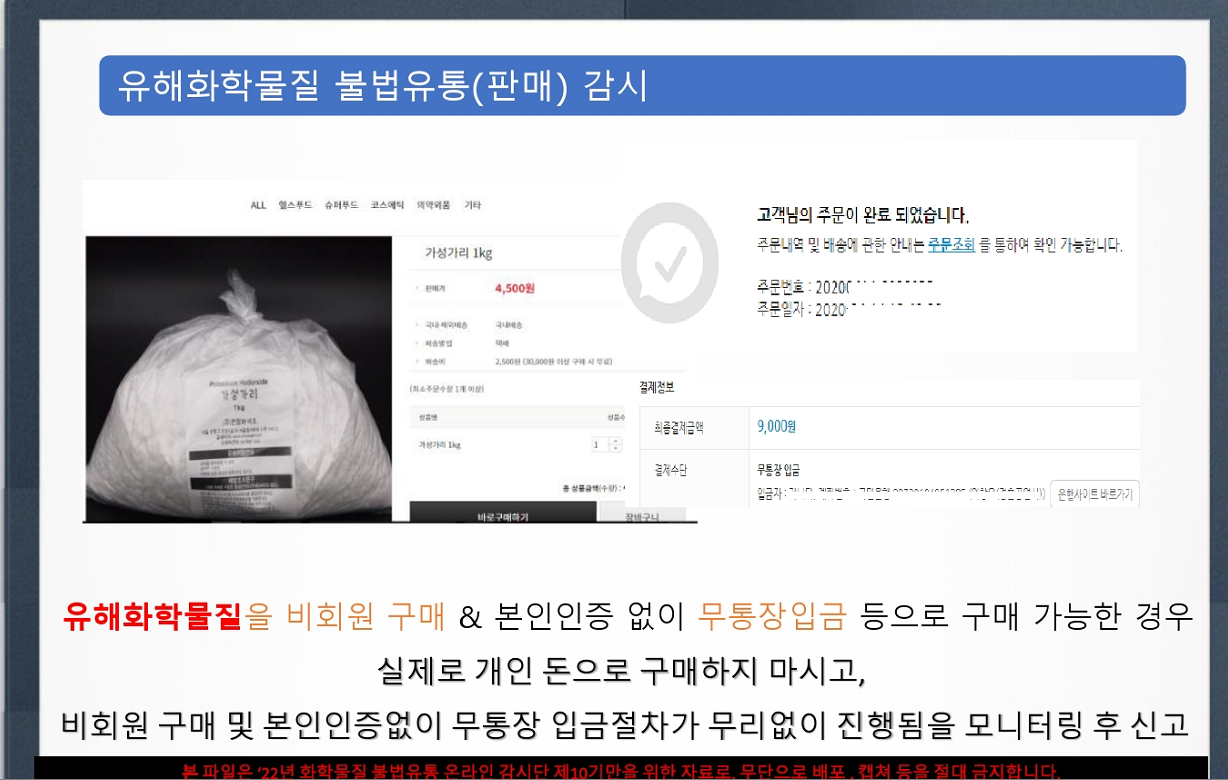 유해화학물질 불법유통(판매) 감시
ALL 헬스푸드 슈퍼푸드 코스메틱 의약외품 기타
가성가리 1kg
판매가 4,500원
국내·해외배송 국내배송
배송방법 택배
배송비 2,500원 (30,000원 이상 구매 시 무료)
(최소주문수량 1개 이상)
상품명 상품수
가성가리 1kg 1
총 상품금액(수량) :
바로구매하기 장바구니
가성가리
1kg
고객님의 주문이 완료 되었습니다.
주문내역 및 배송에 관한 안내는 주문조회 를 통하여 확인 가능합니다.
주문번호 : 2020
주문일자 : 2020
결제정보
최종결제금액 9,000원
결제수단 무통장 입금
입금자 : 은행사이트 바로가기
유해화학물질을 비회원 구매 & 본인인증 없이 무통장입금 등으로 구매 가능한 경우
실제로 개인 돈으로 구매하지 마시고,
비회원 구매 및 본인인증없이 무통장 입금절차가 무리없이 진행됨을 모니터링 후 신고
본 파일은 ‘22년 화학물질 불법유통 온라인 감시단 제10기만을 위한 자료로, 무단으로 배포, 캡쳐 등을 절대 금지합니다.